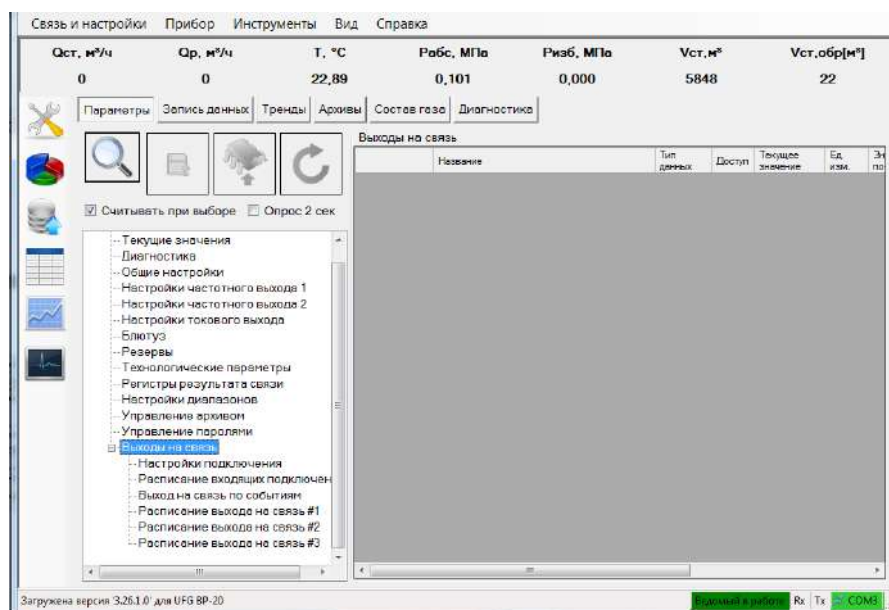 Связь и настройки Прибор Инструменты Вид Справка
Qст, м³/ч Qр, м³/ч T, °C Рабс, МПа Ризб, МПа Vст,м³ Vст,обр[м³]
0 0 22,89 0,101 0,000 5848 22
Параметры Запись данных Тренды Архивы Состав газа Диагностика
Выходы на связь
Название Тип данных Доступ Текущее значение Ед. изм. Зн по
Считывать при выборе Опрос 2 сек
Текущие значения
Диагностика
Общие настройки
Настройки частотного выхода 1
Настройки частотного выхода 2
Настройки токового выхода
Блютуз
Резервы
Технологические параметры
Регистры результата связи
Настройки диапазонов
Управление архивом
Управление паролями
Выходы на связь
Настройки подключения
Расписание входящих подключен
Выход на связь по событиям
Расписание выхода на связь #1
Расписание выхода на связь #2
Расписание выхода на связь #3
Загружена версия '3.26.1.0' для UFG BP-20 Ведомый в работе Rx Tx COM3